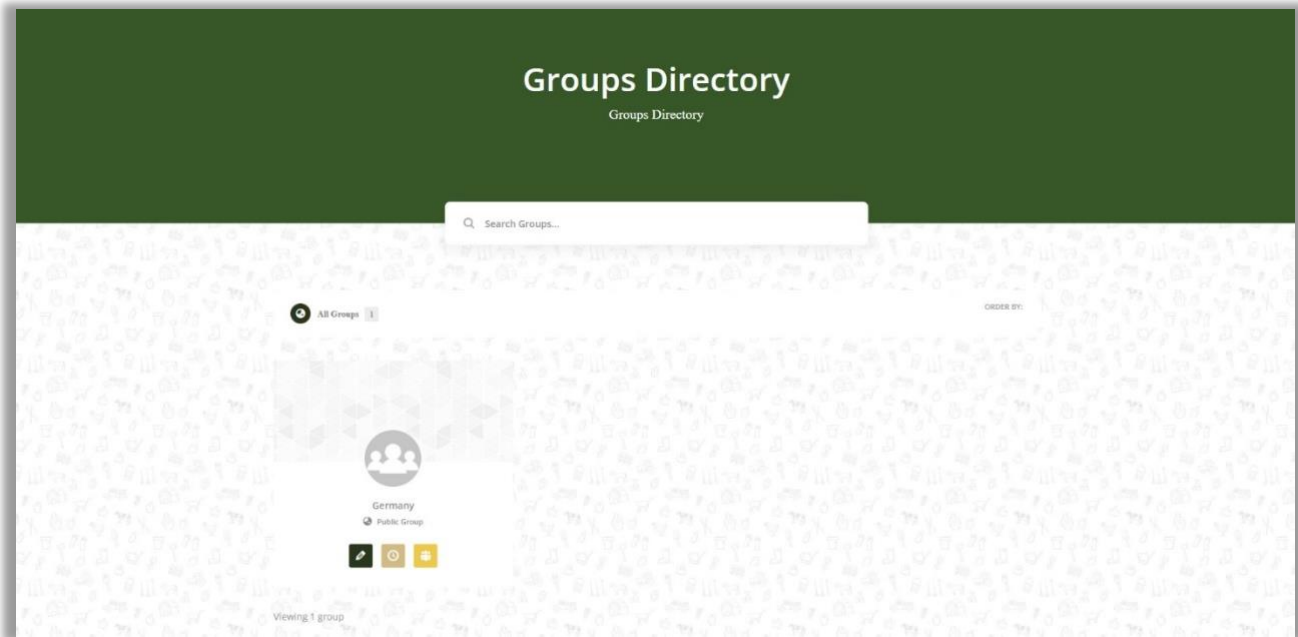 Groups Directory
Groups Directory
Search Groups...
All Groups 1
ORDER BY:
Germany
Public Group
Viewing 1 group